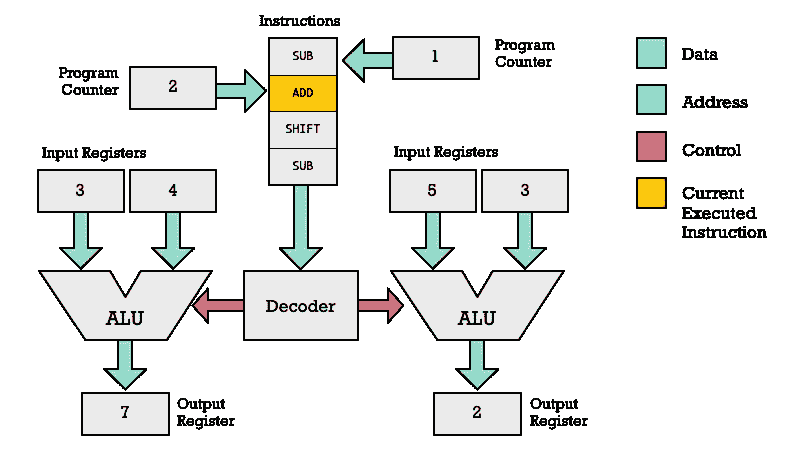 Instructions
SUB
ADD
SHIFT
SUB
Program
Counter
2
1
Program
Counter
Data
Address
Control
Current
Executed
Instruction
Input Registers
3
4
Input Registers
5
3
ALU
Decoder
ALU
7
Output
Register
2
Output
Register